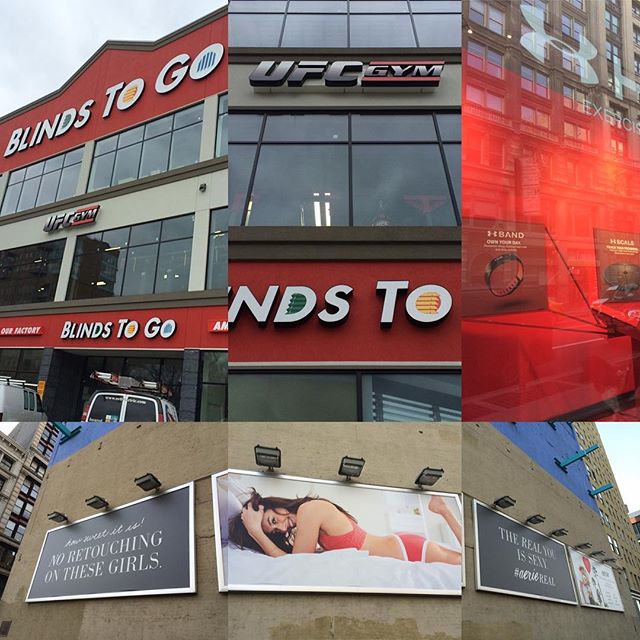 BLINDS TO GO
UFC GYM
OUR FACTORY
BLINDS TO GO
UFC GYM
INDS TO
BAND
OWN YOUR DAY.
SCALE
how sweet it is!
NO RETOUCHING
ON THESE GIRLS.
THE REAL YOU
IS SEXY
#aerieREAL